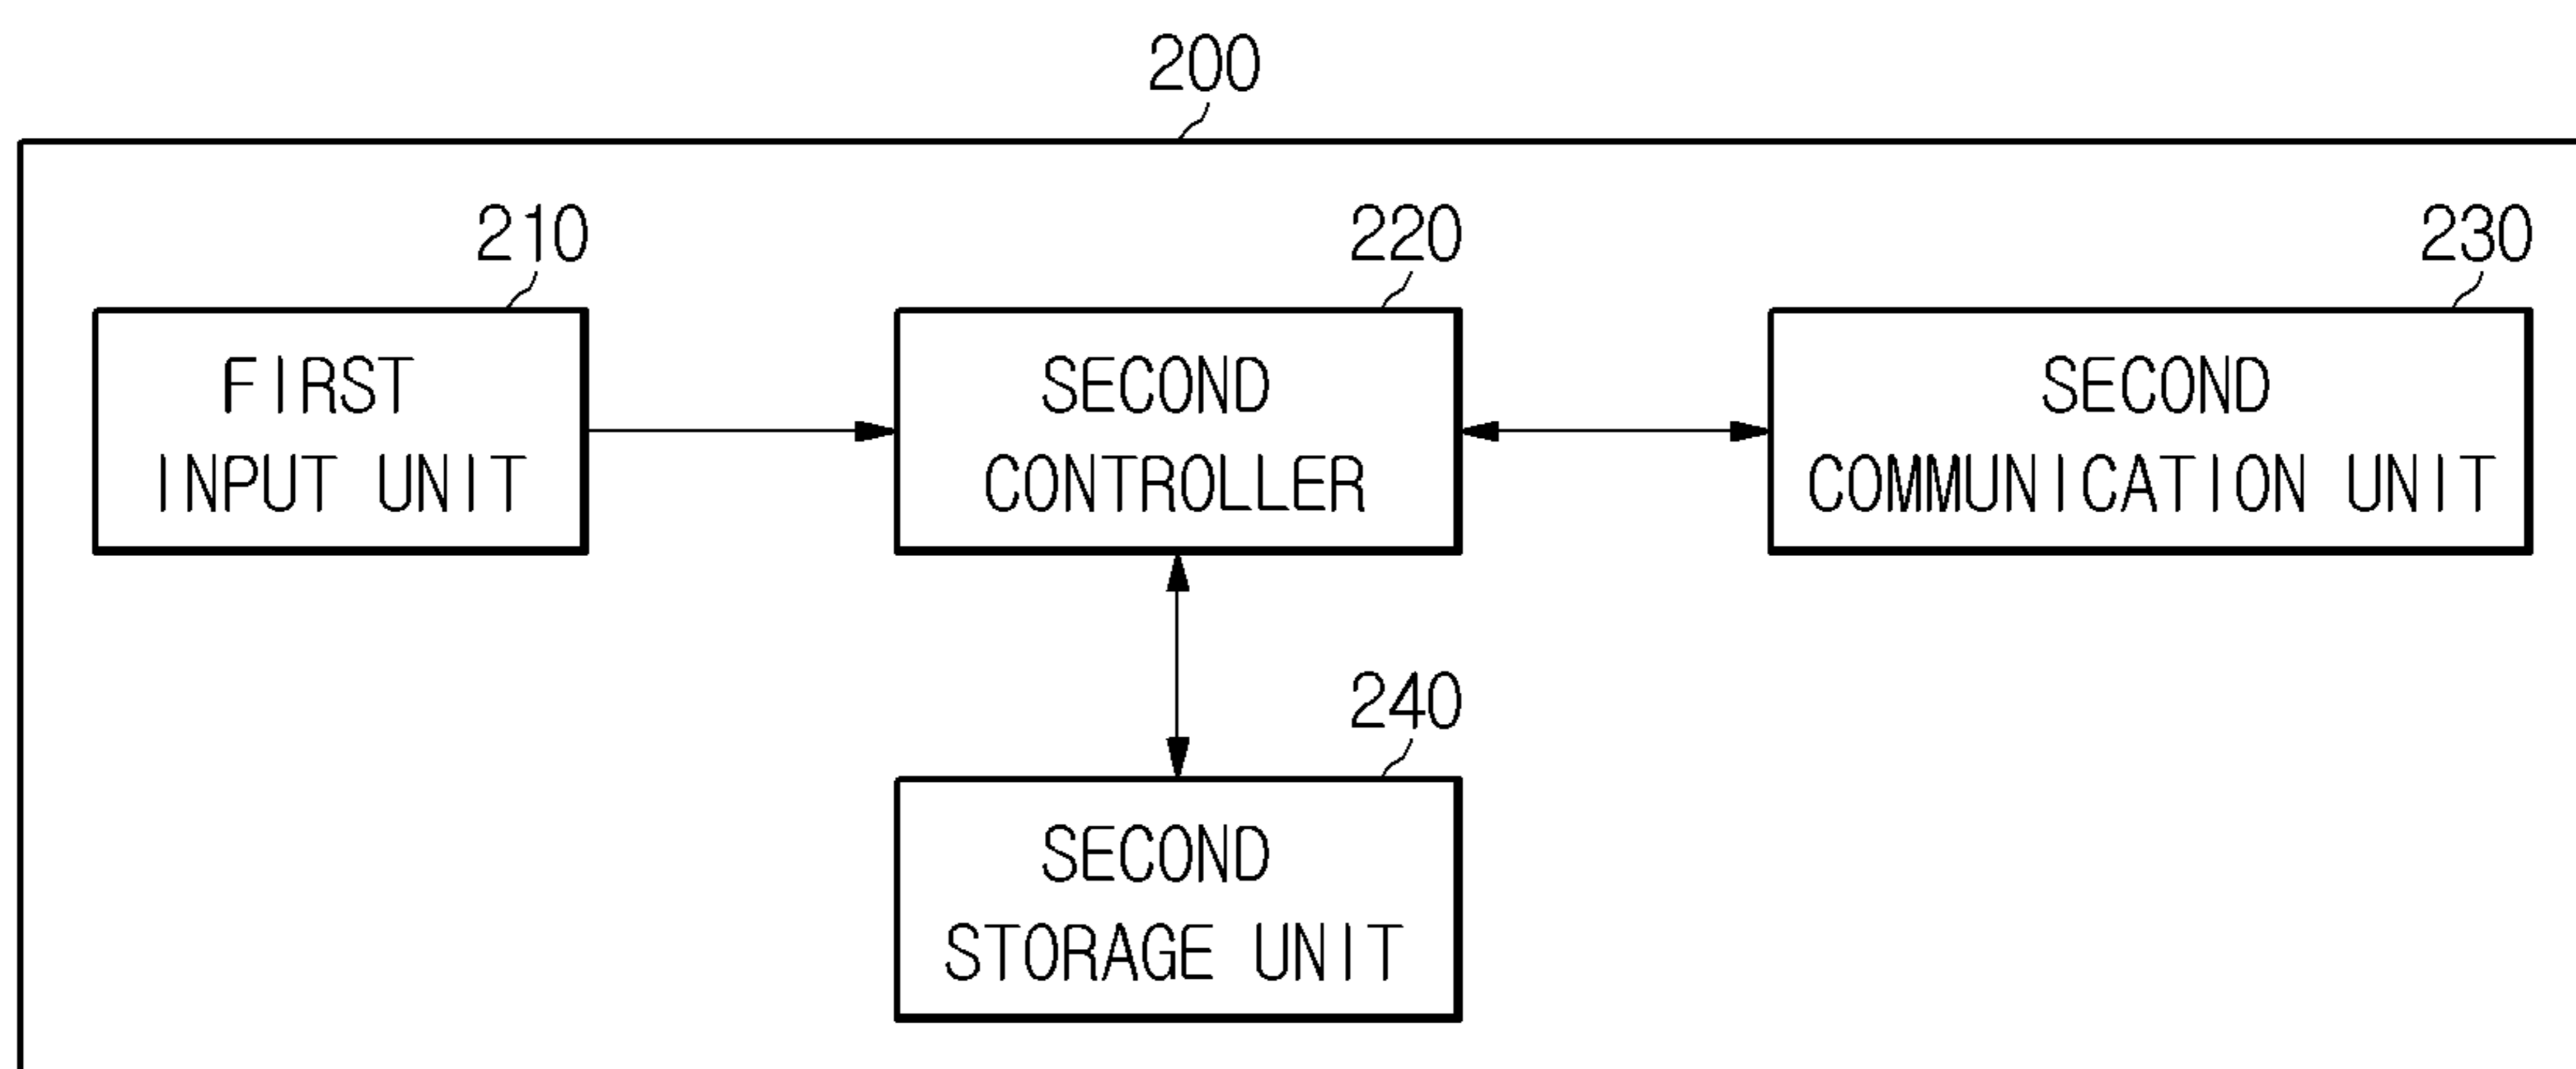 200
210
220
230
FIRST
INPUT UNIT
SECOND
CONTROLLER
SECOND
COMMUNICATION UNIT
240
SECOND
STORAGE UNIT